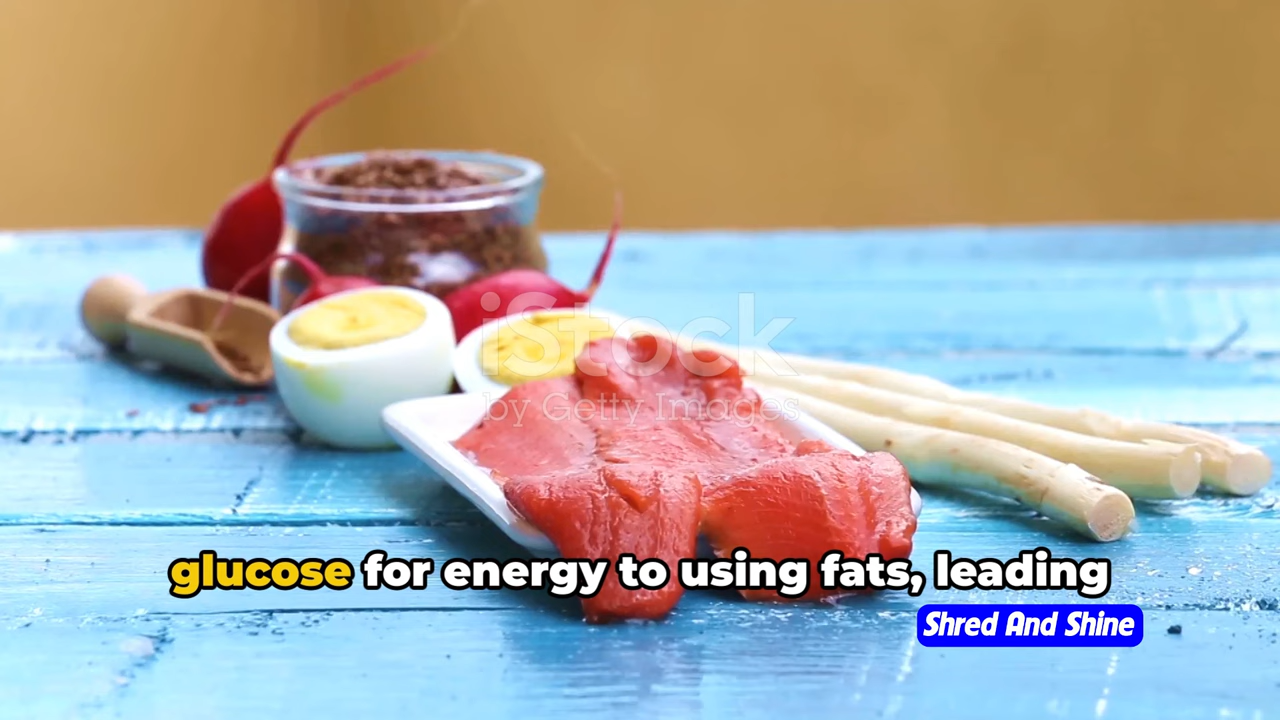 iStock
by Getty Images
glucose for energy to using fats, leading
Shred And Shine